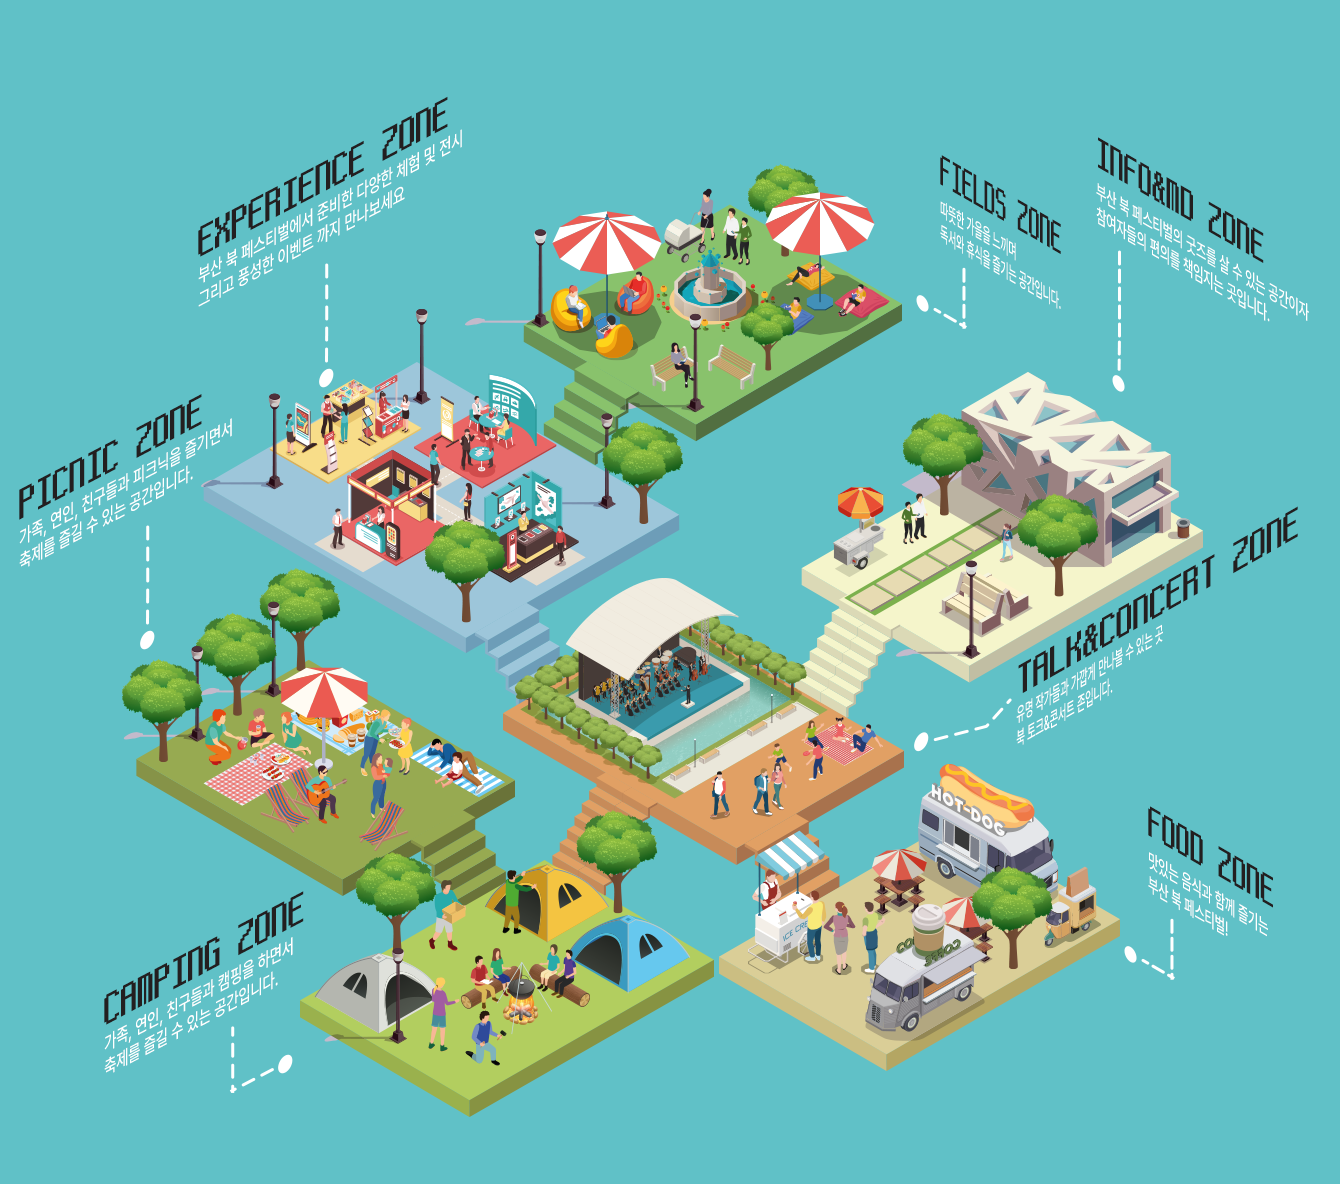 EXPERIENCE ZONE
부산 북 페스티벌에서 준비한 다양한 체험 및 전시
그리고 풍성한 이벤트 까지 만나보세요
FIELDS ZONE
따뜻한 가을을 느끼며
독서와 휴식을 즐기는 공간입니다.
INFO&MD ZONE
부산 북 페스티벌의 굿즈를 살 수 있는 공간이자
참여자들의 편의를 책임지는 곳입니다.
PICNIC ZONE
가족, 연인, 친구들과 피크닉을 즐기면서
축제를 즐길 수 있는 공간입니다.
TALK&CONCERT ZONE
유명 작가들과 가깝게 만나볼 수 있는 곳
북 토크&콘서트 존입니다.
HOT-DOG
FOOD ZONE
맛있는 음식과 함께 즐기는
부산 북 페스티벌!
ICE CRE
CAMPING ZONE
가족, 연인, 친구들과 캠핑을 하면서
축제를 즐길 수 있는 공간입니다.